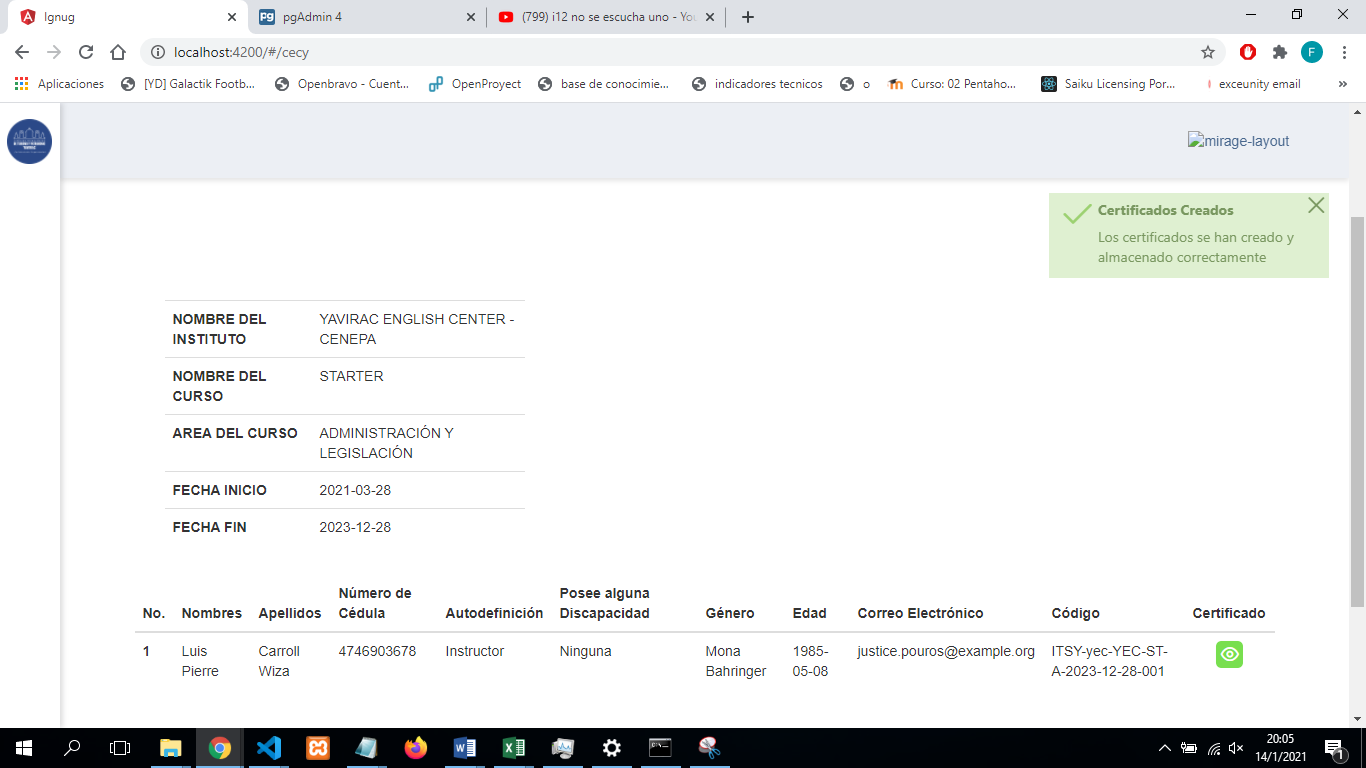 Ignug
pgAdmin 4
(799) i12 no se escucha uno - You
localhost:4200/#/cecy
F
Aplicaciones
[YD] Galactik Footb...
Openbravo - Cuent...
OpenProyect
base de conocimie...
indicadores tecnicos
o
Curso: 02 Pentaho...
Saiku Licensing Por...
exceunity email
»
mirage-layout
Certificados Creados
Los certificados se han creado y
almacenado correctamente
NOMBRE DEL
INSTITUTO
YAVIRAC ENGLISH CENTER -
CENEPA
NOMBRE DEL
CURSO
STARTER
AREA DEL CURSO
ADMINISTRACIÓN Y
LEGISLACIÓN
FECHA INICIO
2021-03-28
FECHA FIN
2023-12-28
No.
Nombres
Apellidos
Número de
Cédula
Autodefinición
Posee alguna
Discapacidad
Género
Edad
Correo Electrónico
Código
Certificado
1
Luis
Pierre
Carroll
Wiza
4746903678
Instructor
Ninguna
Mona
Bahringer
1985-
05-08
justice.pouros@example.org
ITSY-yec-YEC-ST-
A-2023-12-28-001
20:05
14/1/2021
1